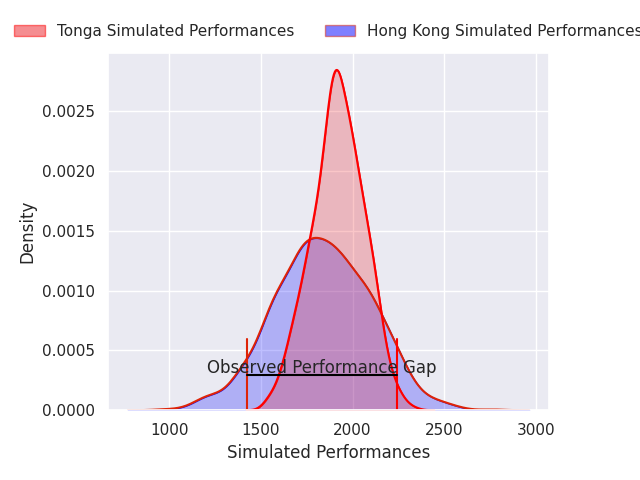 Tonga Simulated Performances
Hong Kong Simulated Performances
0.0025
0.0020
0.0015
0.0010
0.0005
0.0000
Density
Observed Performance Gap
1000 1500 2000 2500 3000
Simulated Performances